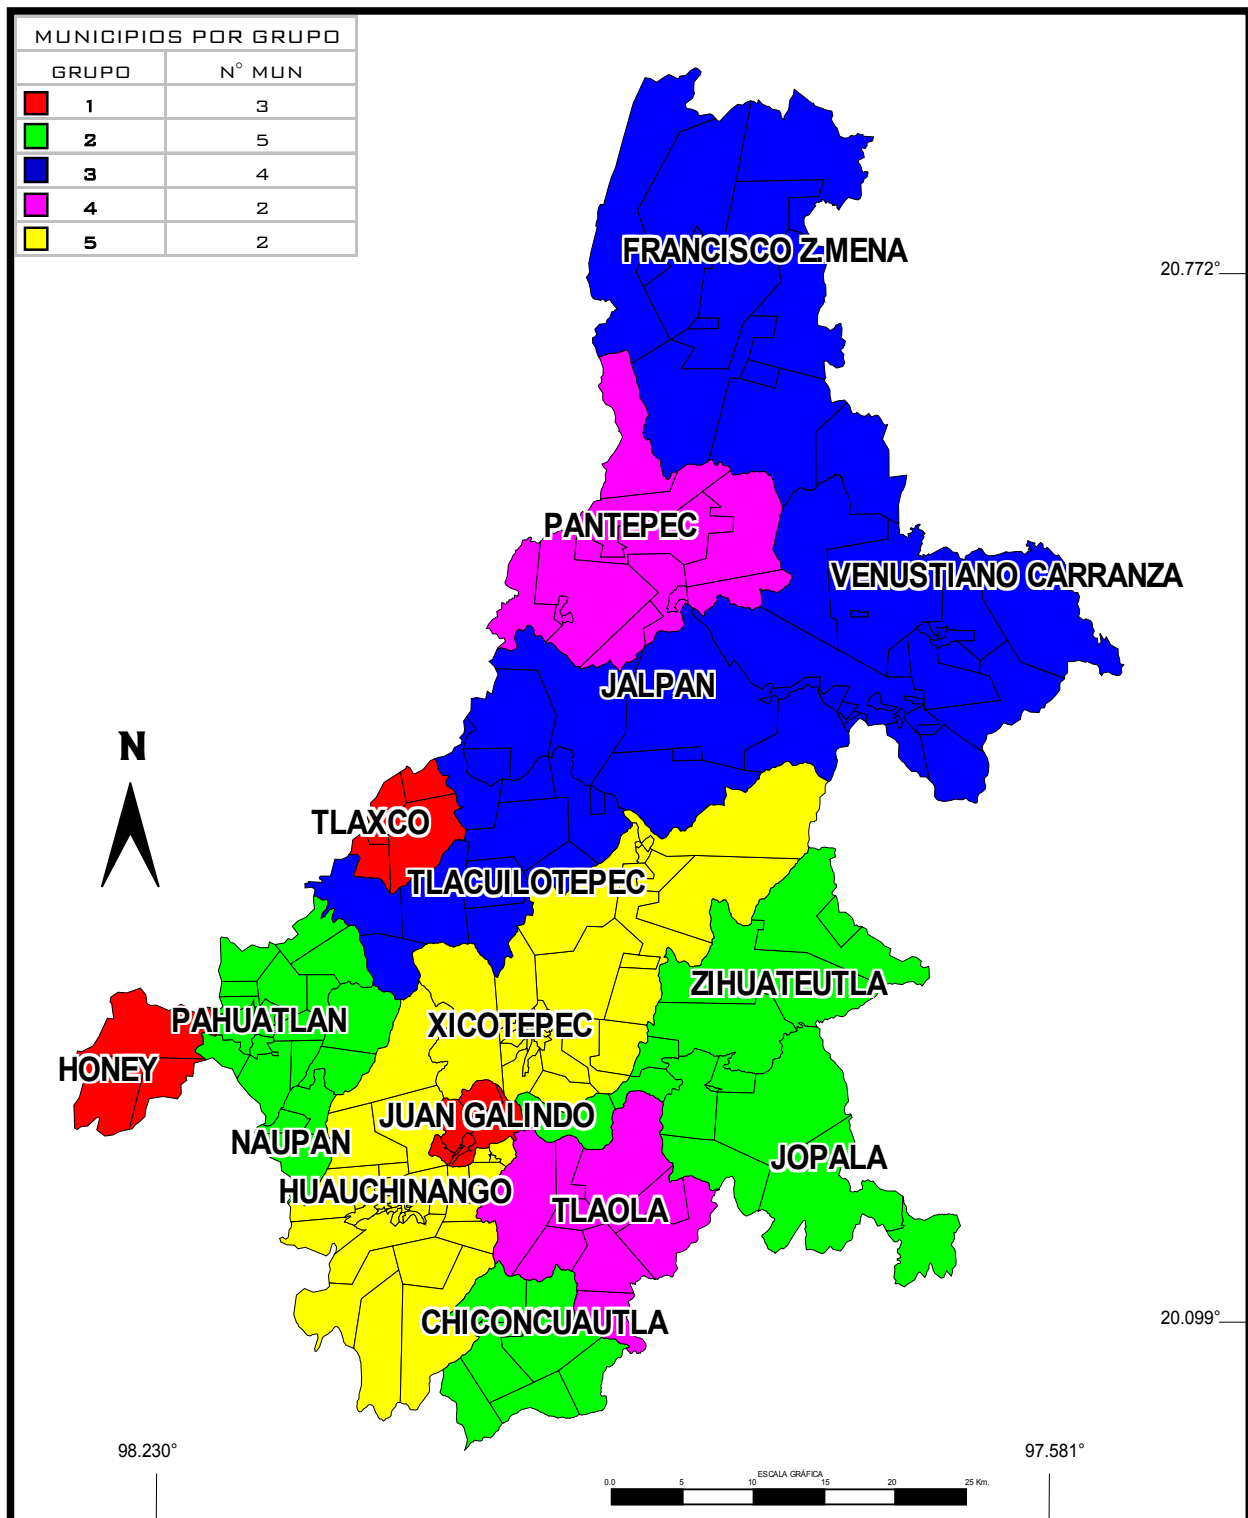 MUNICIPIOS POR GRUPO
GRUPO N° MUN
1 3
2 5
3 4
4 2
5 2
FRANCISCO Z.MENA
20.772°
PANTEPEC
VENUSTIANO CARRANZA
JALPAN
N
TLAXCO
TLACUILOTEPEC
ZIHUATEUTLA
PAHUATLAN
XICOTEPEC
HONEY
JUAN GALINDO
NAUPAN
JOPALA
HUAUCHINANGO
TLAOLA
CHICONCUAUTLA
20.099°
98.230°
97.581°
ESCALA GRÁFICA
0.0 5 10 15 20 25 Km.